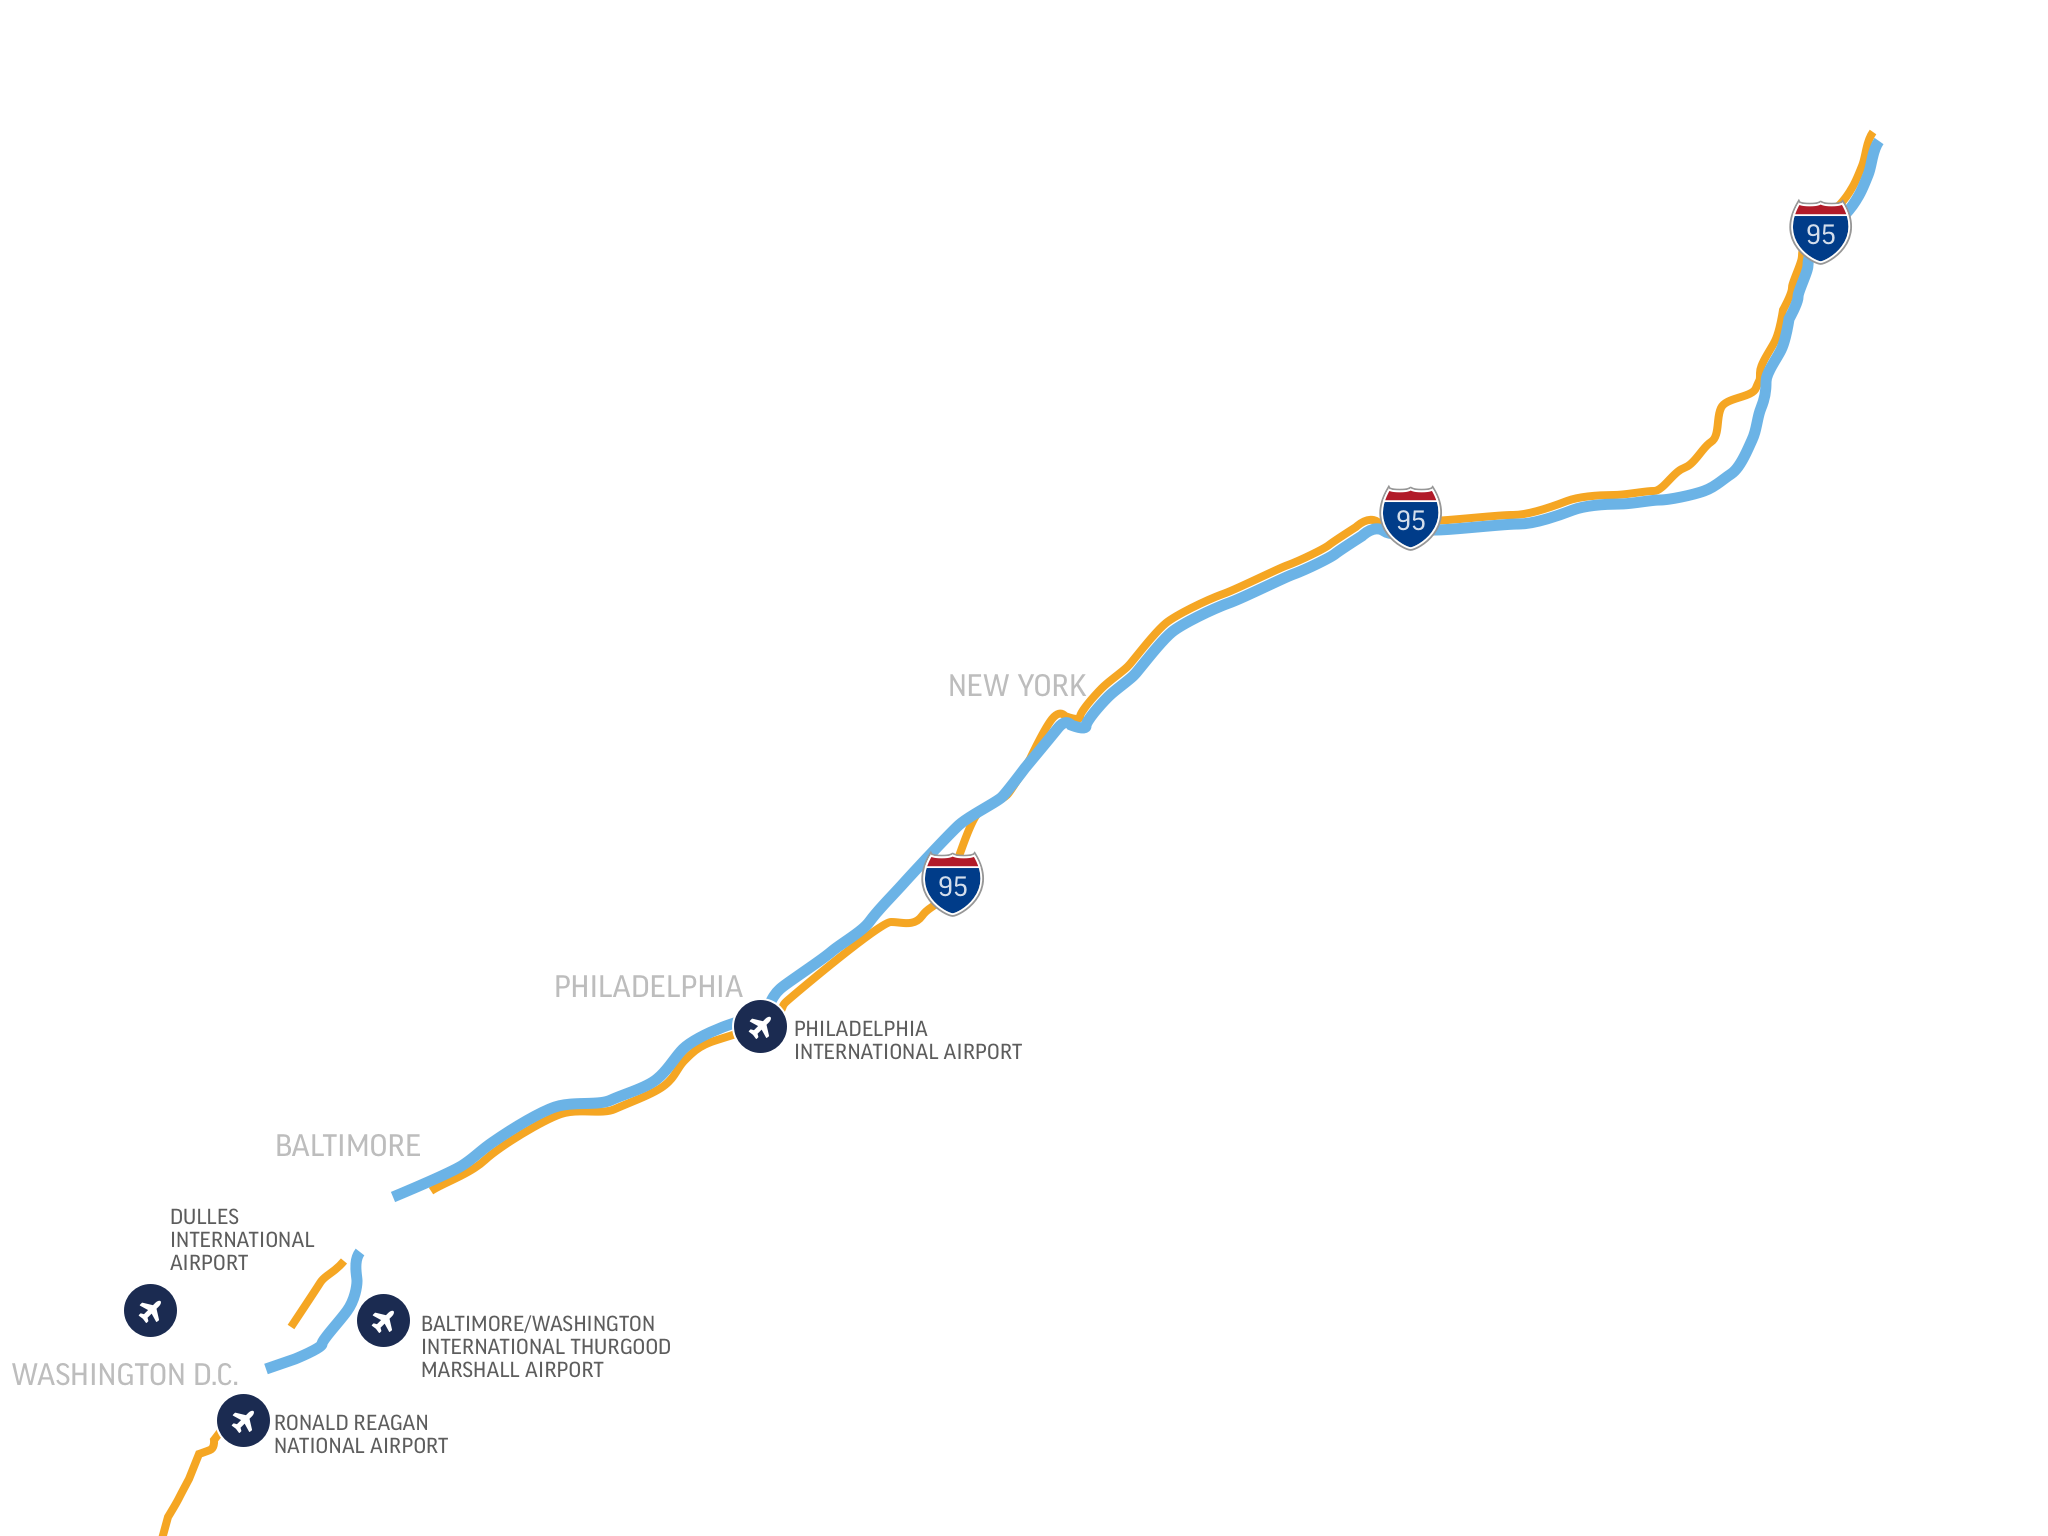 95
95
NEW YORK
95
PHILADELPHIA
PHILADELPHIA
INTERNATIONAL AIRPORT
BALTIMORE
DULLES
INTERNATIONAL
AIRPORT
BALTIMORE/WASHINGTON
INTERNATIONAL THURGOOD
MARSHALL AIRPORT
WASHINGTON D.C.
RONALD REAGAN
NATIONAL AIRPORT